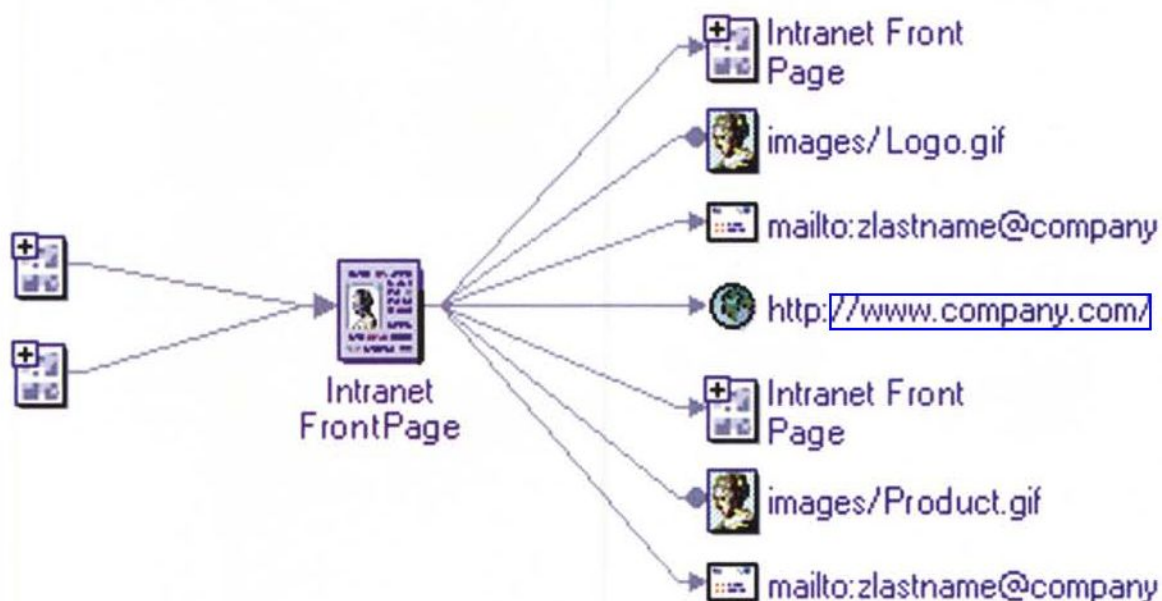 Intranet Front
Page
images/Logo.gif
mailto:zlastname@company
http://www.company.com/
Intranet
FrontPage
Intranet Front
Page
images/Product.gif
mailto:zlastname@company